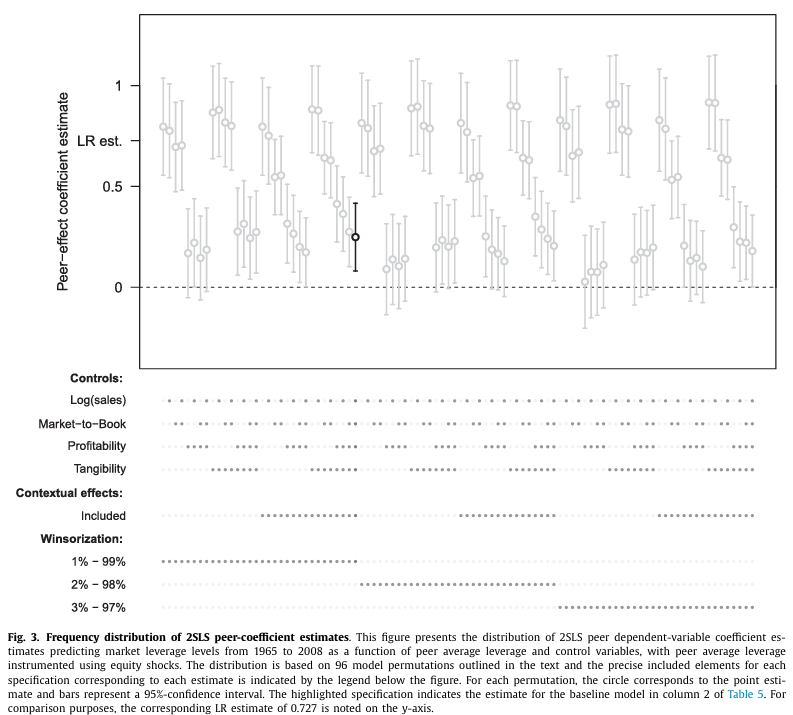 Peer-effect coefficient estimate
1
LR est.
0.5
0
Controls:
Log(sales)
Market-to-Book
Profitability
Tangibility
Contextual effects:
Included
Winsorization:
1% − 99%
2% − 98%
3% − 97%
Fig. 3. Frequency distribution of 2SLS peer-coefficient estimates. This figure presents the distribution of 2SLS peer dependent-variable coefficient es-
timates predicting market leverage levels from 1965 to 2008 as a function of peer average leverage and control variables, with peer average leverage
instrumented using equity shocks. The distribution is based on 96 model permutations outlined in the text and the precise included elements for each
specification corresponding to each estimate is indicated by the legend below the figure. For each permutation, the circle corresponds to the point esti-
mate and bars represent a 95%-confidence interval. The highlighted specification indicates the estimate for the baseline model in column 2 of Table 5. For
comparison purposes, the corresponding LR estimate of 0.727 is noted on the y-axis.